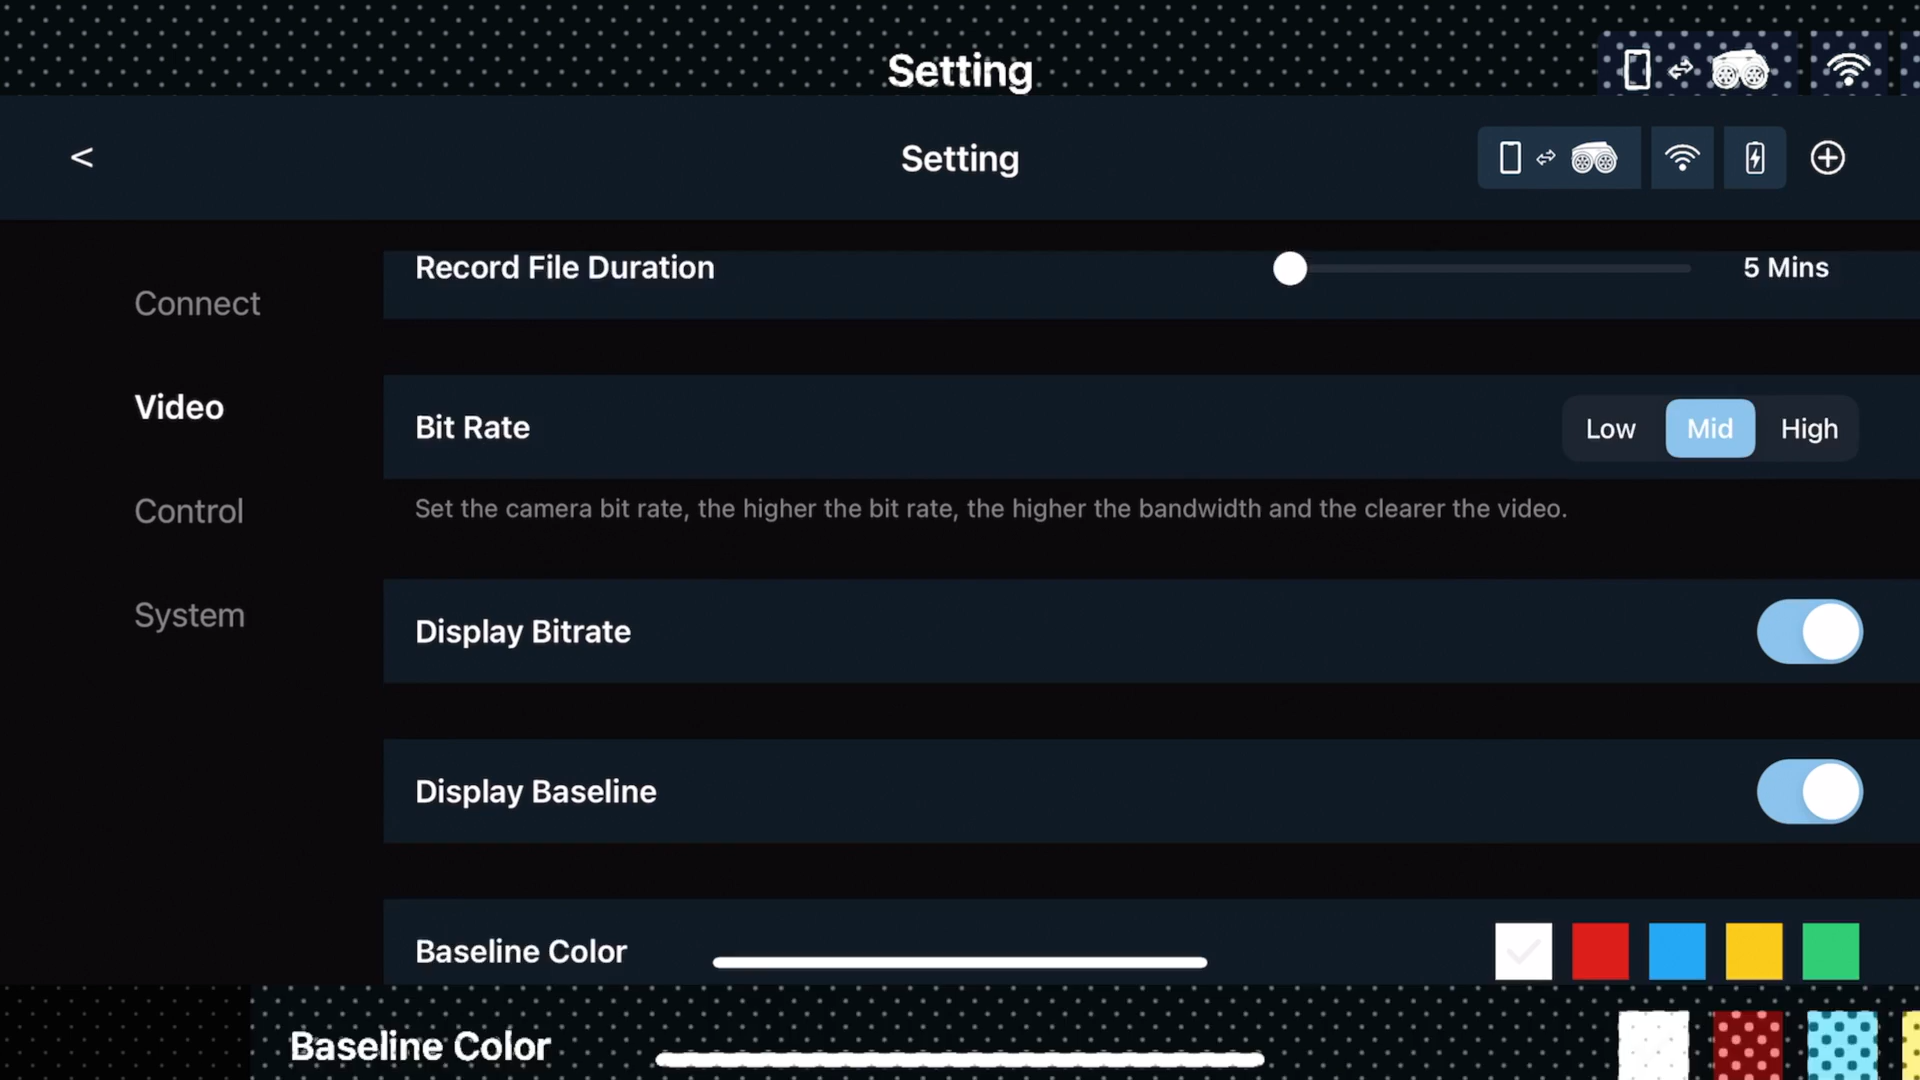 Setting
< Setting
Record File Duration 5 Mins
Connect
Video
Bit Rate Low Mid High
Control
Set the camera bit rate, the higher the bit rate, the higher the bandwidth and the clearer the video.
System
Display Bitrate
Display Baseline
Baseline Color
Baseline Color